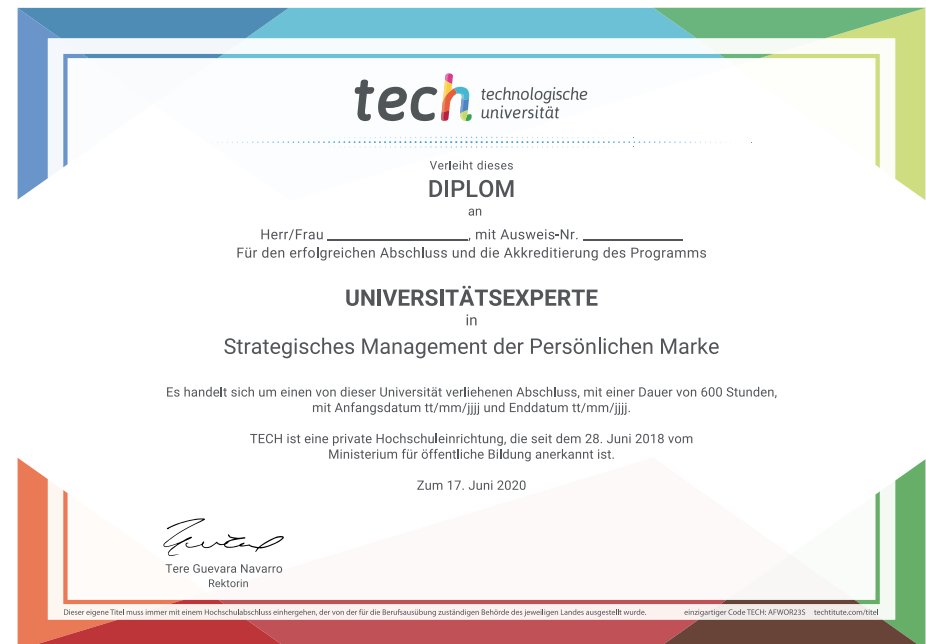 tech technologische
universität
Verleiht dieses
DIPLOM
an
Herr/Frau ____________________, mit Ausweis-Nr. ______________
Für den erfolgreichen Abschluss und die Akkreditierung des Programms
UNIVERSITÄTSEXPERTE
in
Strategisches Management der Persönlichen Marke
Es handelt sich um einen von dieser Universität verliehenen Abschluss, mit einer Dauer von 600 Stunden,
mit Anfangsdatum tt/mm/jjjj und Enddatum tt/mm/jjjj.
TECH ist eine private Hochschuleinrichtung, die seit dem 28. Juni 2018 vom
Ministerium für öffentliche Bildung anerkannt ist.
Zum 17. Juni 2020
Tere Guevara Navarro
Rektorin
Dieser eigene Titel muss immer mit einem Hochschulabschluss einhergehen, der von der für die Berufsausübung zuständigen Behörde des jeweiligen Landes ausgestellt wurde. einzigartiger Code TECH: AFWOR23S techtitute.com/titel